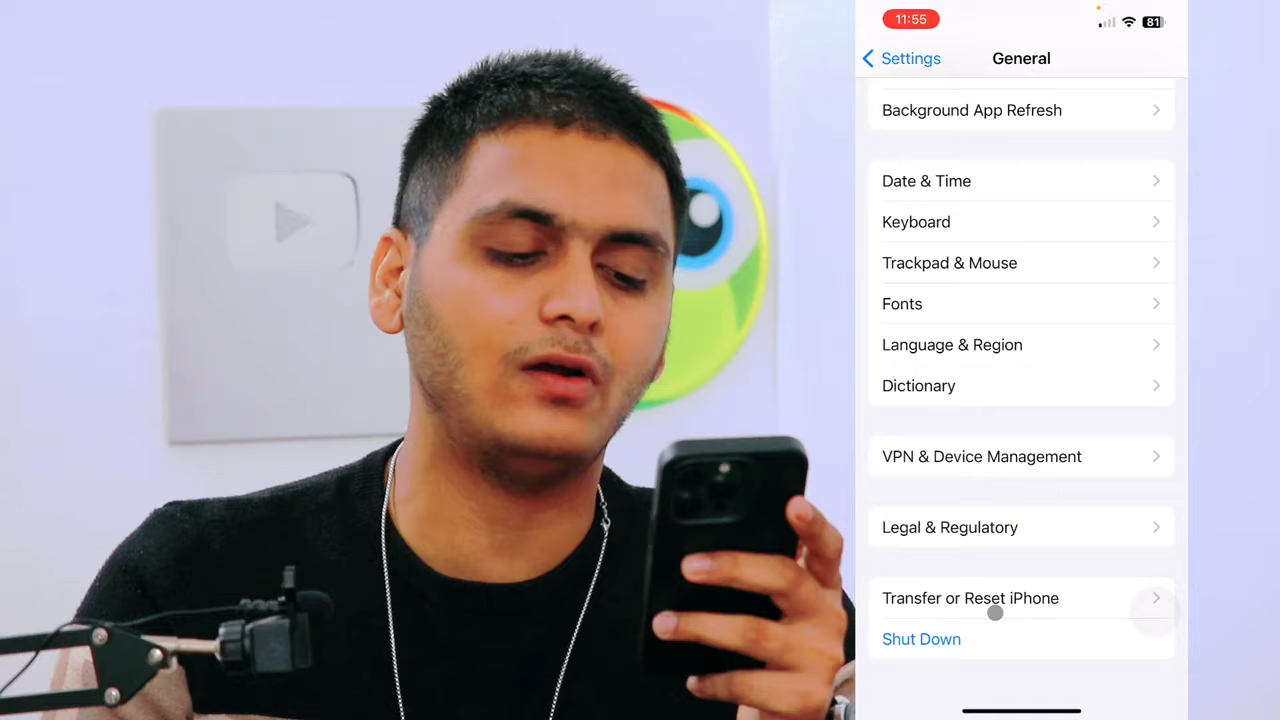 11:55
81
Settings
General
Background App Refresh
Date & Time
Keyboard
Trackpad & Mouse
Fonts
Language & Region
Dictionary
VPN & Device Management
Legal & Regulatory
Transfer or Reset iPhone
Shut Down